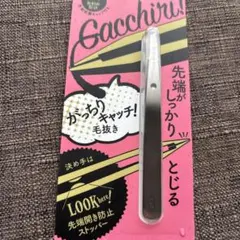 Gacchiri!
がっちり
キャッチ!
毛抜き
先端が
しっかり
とじる
決め手は
LOOK here!
先端開き防止
ストッパー